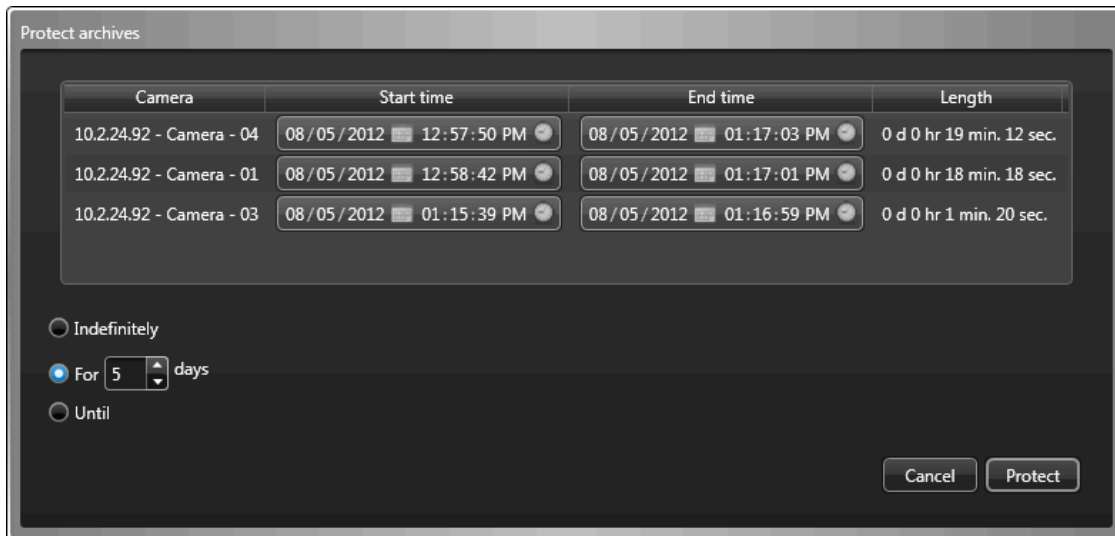 Protect archives
Camera Start time End time Length
10.2.24.92 - Camera - 04 08/05/2012 12:57:50 PM 08/05/2012 01:17:03 PM 0 d 0 hr 19 min. 12 sec.
10.2.24.92 - Camera - 01 08/05/2012 12:58:42 PM 08/05/2012 01:17:01 PM 0 d 0 hr 18 min. 18 sec.
10.2.24.92 - Camera - 03 08/05/2012 01:15:39 PM 08/05/2012 01:16:59 PM 0 d 0 hr 1 min. 20 sec.
Indefinitely
For 5 days
Until
Cancel Protect